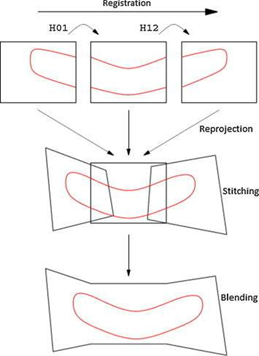 Registration
H01 H12
Reprojection
Stitching
Blending